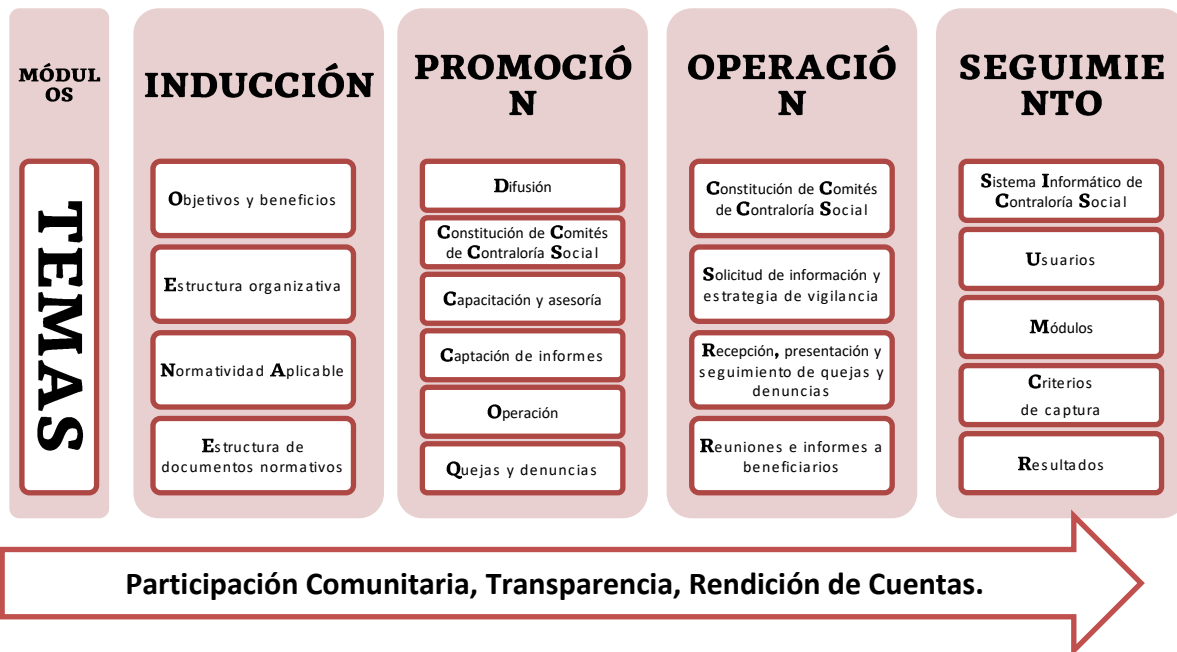 MÓDUL
OS
TEMAS
INDUCCIÓN
Objetivos y beneficios
Estructura organizativa
Normatividad Aplicable
Estructura de
documentos normativos
PROMOCIÓ
N
Difusión
Constitución de Comités
de Contraloría Social
Capacitación y asesoría
Captación de informes
Operación
Quejas y denuncias
OPERACIÓ
N
Constitución de Comités
de Contraloría Social
Solicitud de información y
estrategia de vigilancia
Recepción, presentación y
seguimiento de quejas y
denuncias
Reuniones e informes a
beneficiarios
SEGUIMIE
NTO
Sistema Informático de
Contraloría Social
Usuarios
Módulos
Criterios
de captura
Resultados
Participación Comunitaria, Transparencia, Rendición de Cuentas.